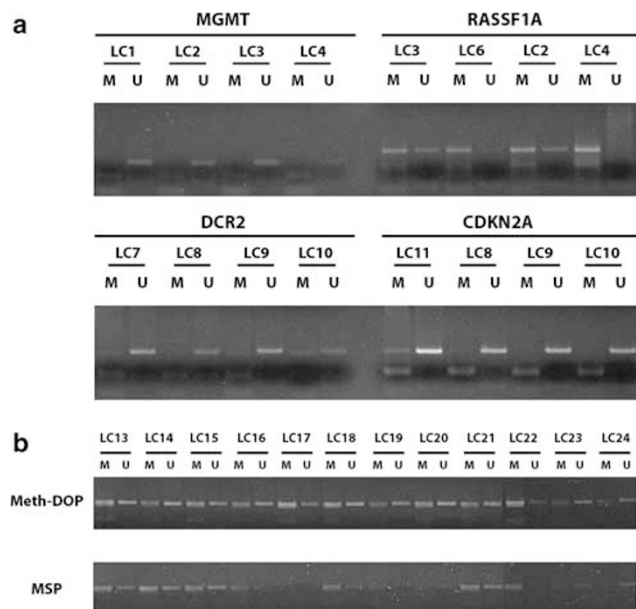 a
MGMT RASSF1A
LC1 LC2 LC3 LC4 LC3 LC6 LC2 LC4
M U M U M U M U M U M U M U M U
DCR2 CDKN2A
LC7 LC8 LC9 LC10 LC11 LC8 LC9 LC10
M U M U M U M U M U M U M U M U
b
LC13 LC14 LC15 LC16 LC17 LC18 LC19 LC20 LC21 LC22 LC23 LC24
M U M U M U M U M U M U M U M U M U M U M U M U
Meth-DOP
MSP